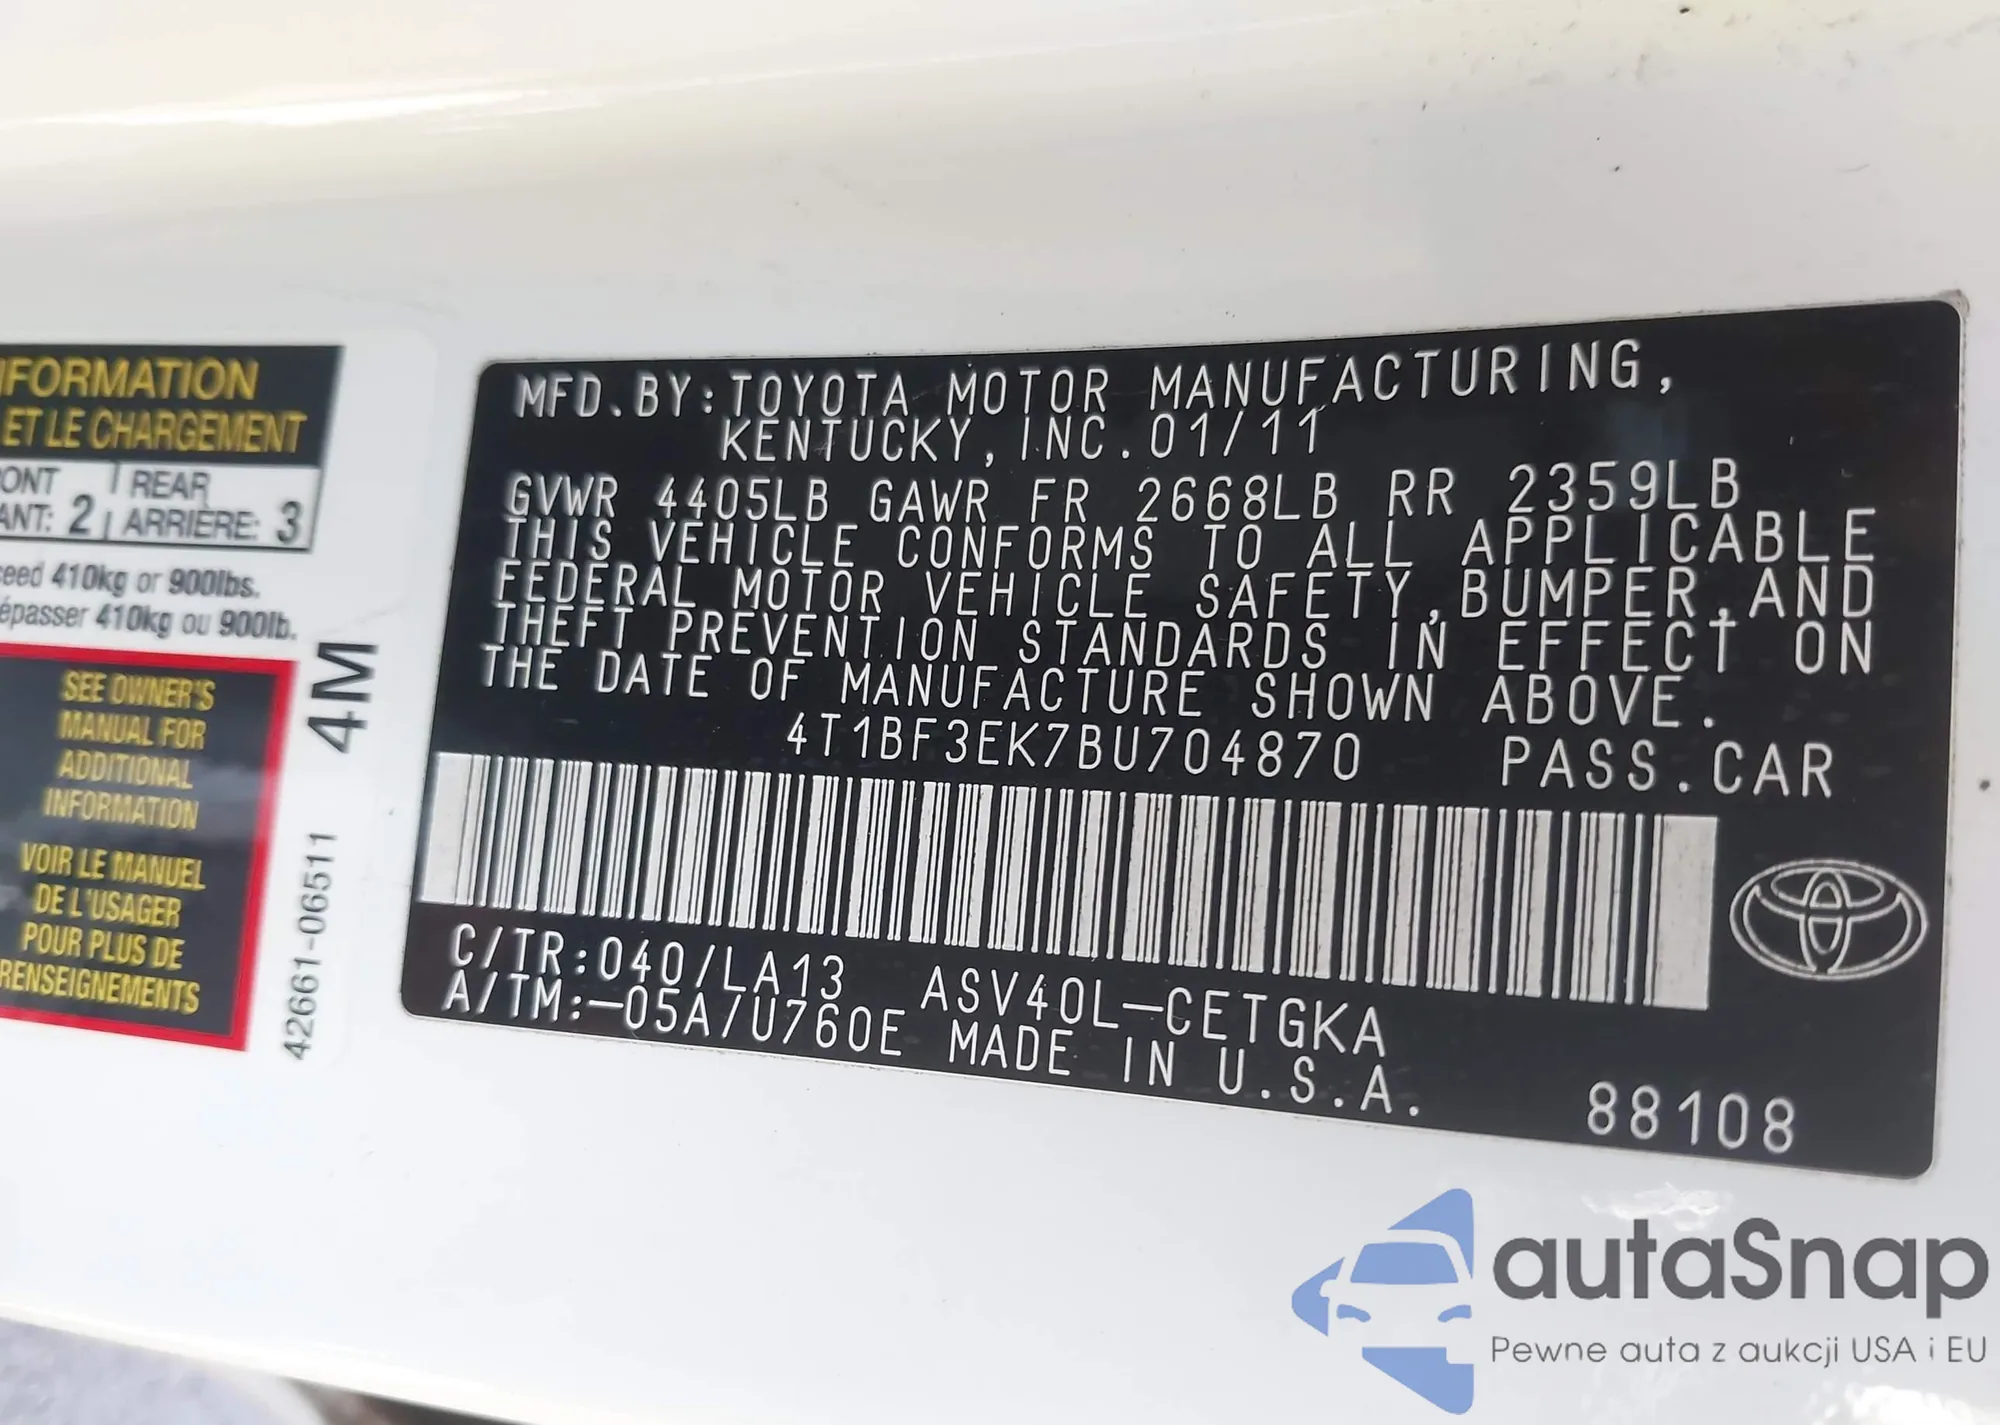 NFORMATION
ET LE CHARGEMENT
ONT | REAR
ANT: 2 | ARRIÈRE: 3
ceed 410kg or 900lbs.
épasser 410kg ou 900lb.
SEE OWNER'S
MANUAL FOR
ADDITIONAL
INFORMATION
VOIR LE MANUEL
DE L'USAGER
POUR PLUS DE
RENSEIGNEMENTS
4M
42661-06511
MFD.BY:TOYOTA MOTOR MANUFACTURING,
KENTUCKY,INC.01/11
GVWR 4405LB GAWR FR 2668LB RR 2359LB
THIS VEHICLE CONFORMS TO ALL APPLICABLE
FEDERAL MOTOR VEHICLE SAFETY,BUMPER,AND
THEFT PREVENTION STANDARDS IN EFFECT ON
THE DATE OF MANUFACTURE SHOWN ABOVE.
4T1BF3EK7BU704870 PASS.CAR
C/TR:040/LA13 ASV40L-CETGKA
A/TM:-05A/U760E MADE IN U.S.A.
88108
autaSnap
Pewne auta z aukcji USA i EU